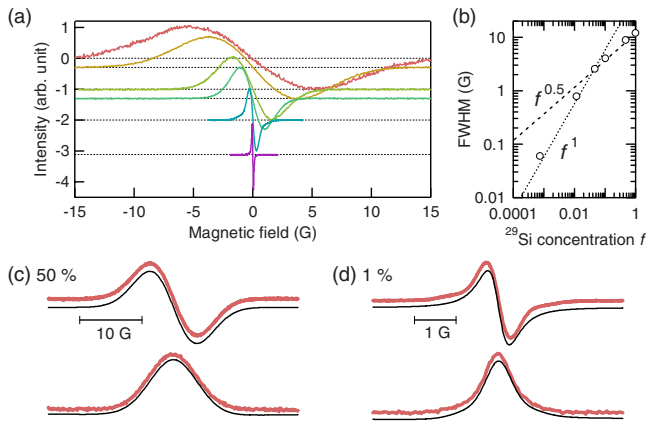 (a)
1
0
-1
-2
-3
-4
Intensity (arb. unit)
-15
-10
-5
0
5
10
15
Magnetic field (G)
(b)
10
1
0.1
0.01
FWHM (G)
f^0.5
f^1
0.0001
0.01
1
²⁹Si concentration f
(c) 50 %
10 G
(d) 1 %
1 G